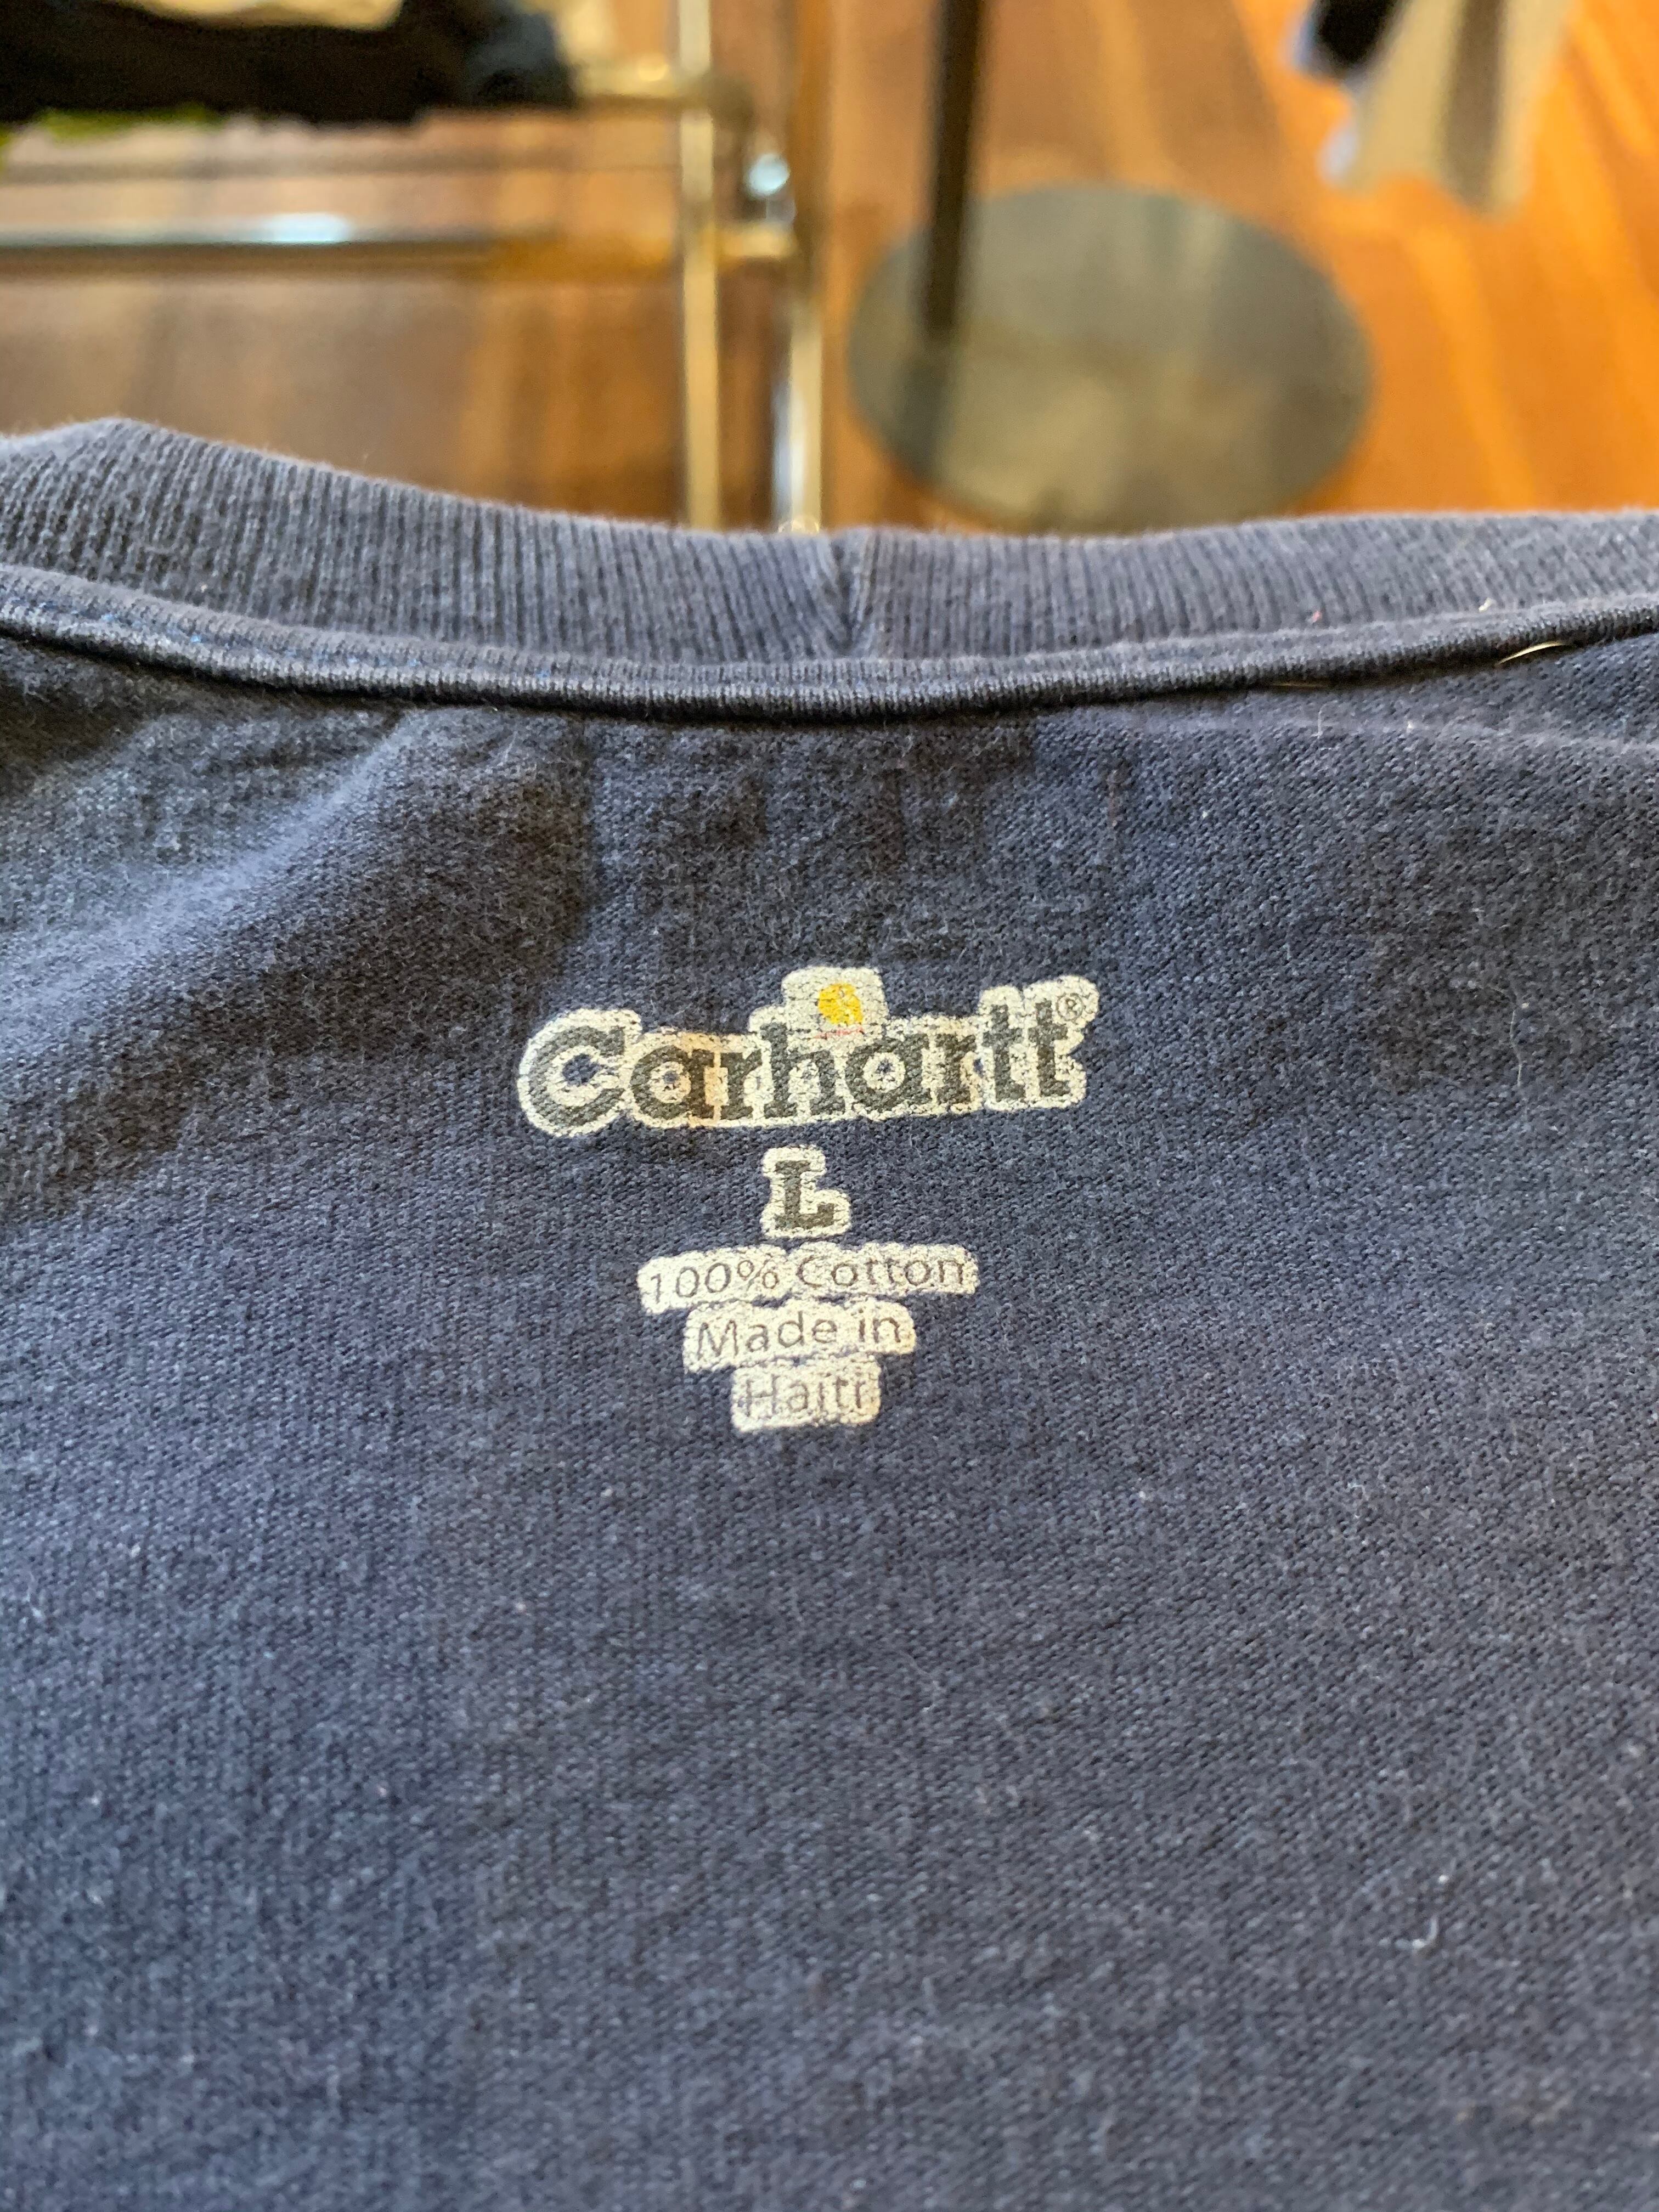 Carhartt®
L
100% Cotton
Made in
Haiti